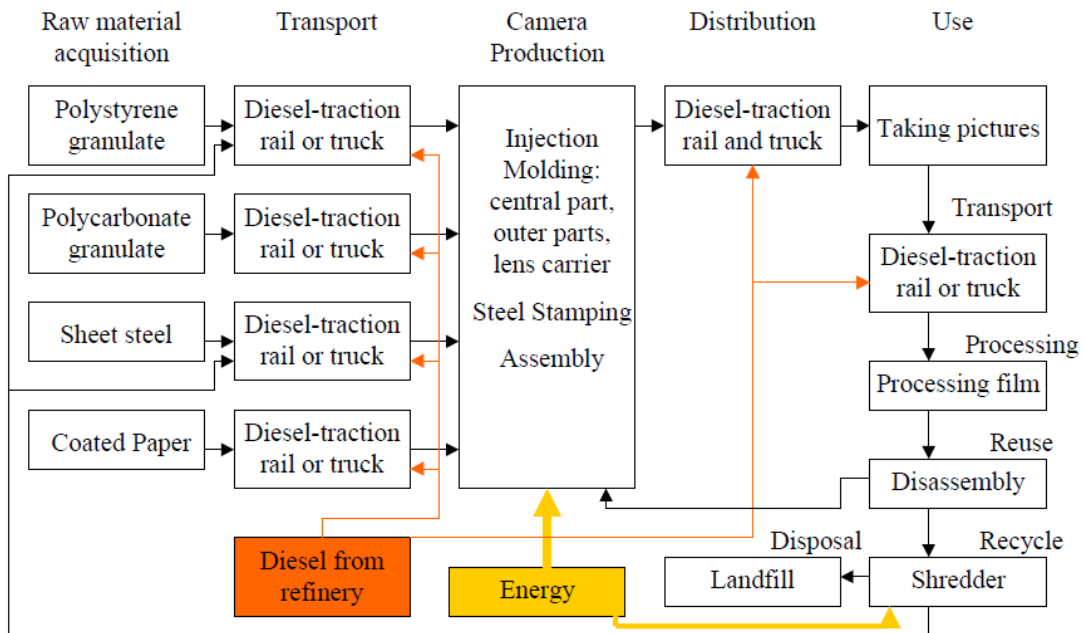 Raw material
acquisition
Transport
Camera
Production
Distribution
Use
Polystyrene
granulate
Diesel-traction
rail or truck
Injection
Molding:
central part,
outer parts,
lens carrier
Steel Stamping
Assembly
Diesel-traction
rail and truck
Taking pictures
Polycarbonate
granulate
Diesel-traction
rail or truck
Transport
Diesel-traction
rail or truck
Sheet steel
Diesel-traction
rail or truck
Processing
Processing film
Coated Paper
Diesel-traction
rail or truck
Reuse
Disassembly
Diesel from
refinery
Energy
Disposal
Landfill
Recycle
Shredder